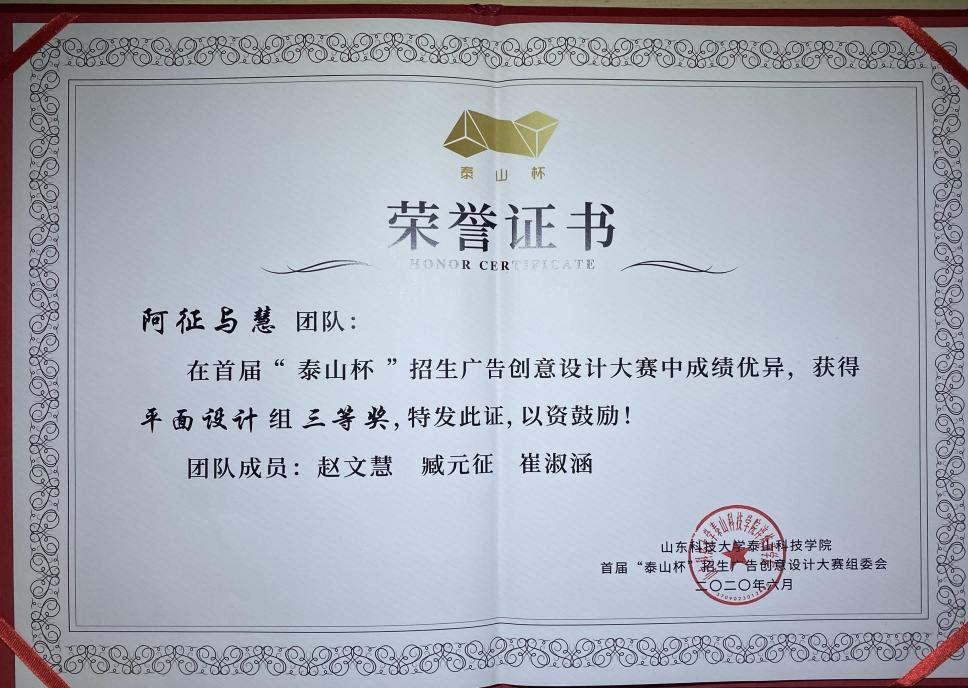 泰山杯
荣誉证书
HONOR CERTIFICATE
阿征与慧 团队：
在首届“泰山杯”招生广告创意设计大赛中成绩优异，获得
平面设计组三等奖，特发此证，以资鼓励！
团队成员：赵文慧 臧元征 崔淑涵
山东科技大学泰山科技学院
首届“泰山杯”招生广告创意设计大赛组委会
二〇二〇年六月